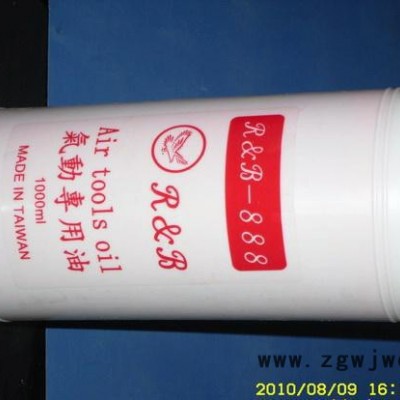 R&B-888
R&B
Air tools oil
氣動專用油
1000ml
MADE IN TAIWAN
www.zgwjw
2010/08/09 16: